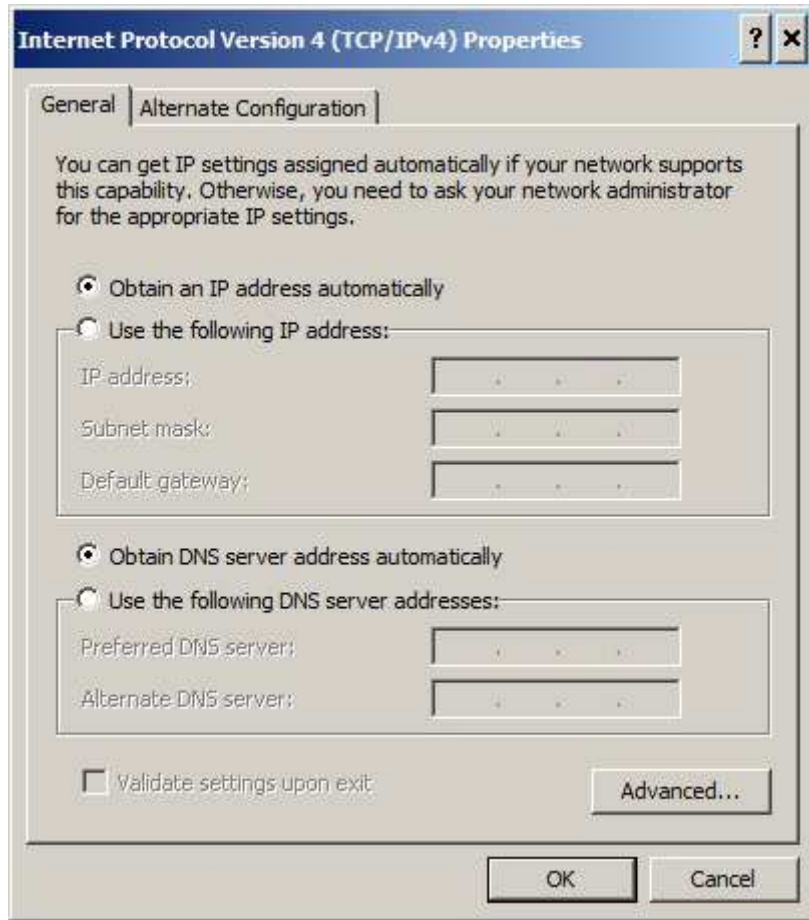 Internet Protocol Version 4 (TCP/IPv4) Properties
General
Alternate Configuration
You can get IP settings assigned automatically if your network supports
this capability. Otherwise, you need to ask your network administrator
for the appropriate IP settings.
Obtain an IP address automatically
Use the following IP address:
IP address:
Subnet mask:
Default gateway:
Obtain DNS server address automatically
Use the following DNS server addresses:
Preferred DNS server:
Alternate DNS server:
Validate settings upon exit
Advanced...
OK
Cancel